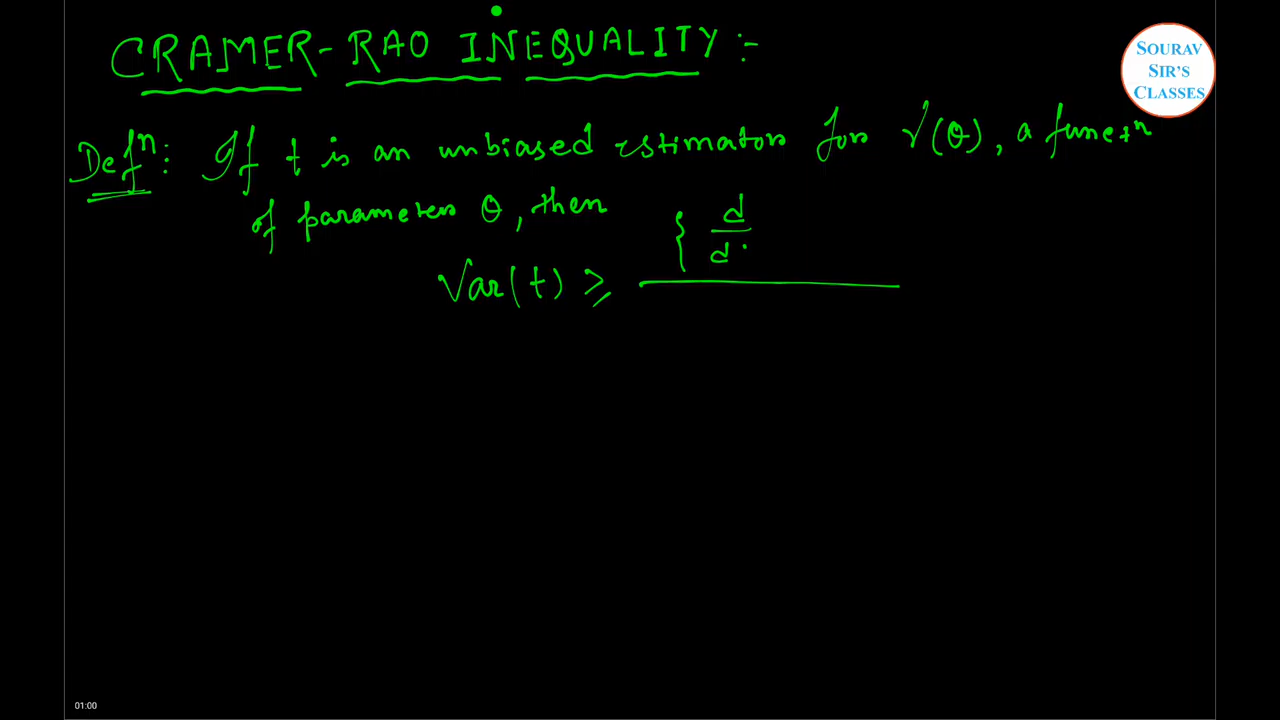 CRAMER-RAO INEQUALITY :-
SOURAV
SIR'S
CLASSES
Defⁿ: If t is an unbiased estimator for γ(θ), a functⁿ
of parameter θ, then
{ d
d
Var(t) ≥
01:00